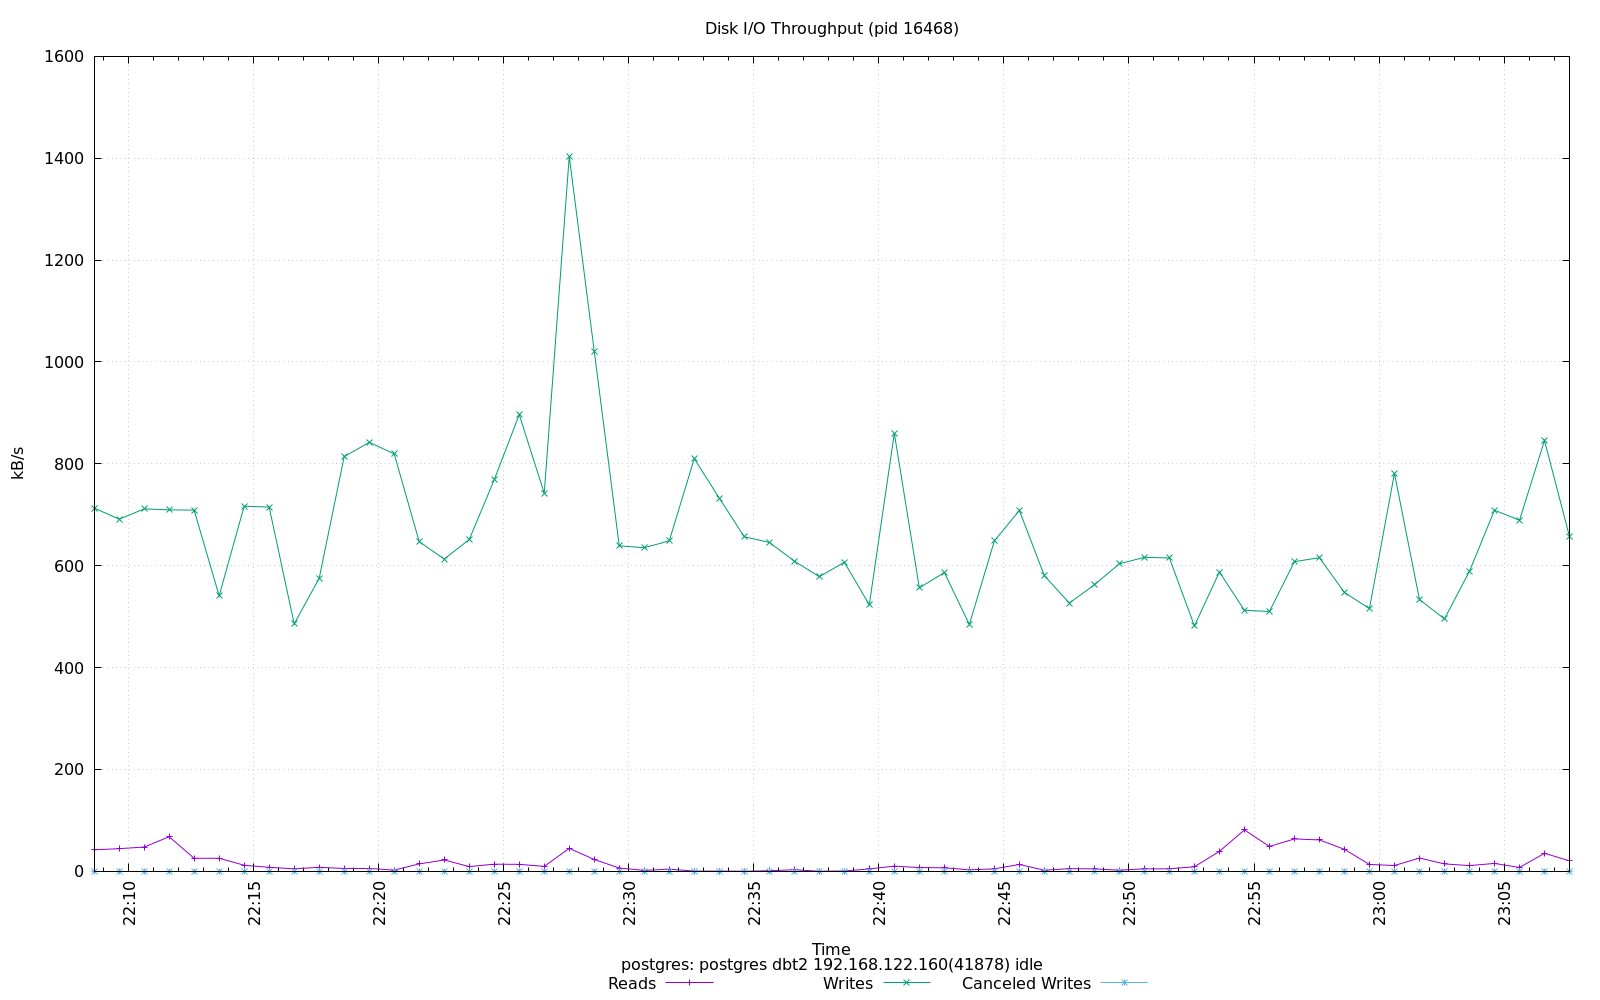 Disk I/O Throughput (pid 16468)
1600
1400
1200
1000
800
600
400
200
0
kB/s
22:10 22:15 22:20 22:25 22:30 22:35 22:40 22:45 22:50 22:55 23:00 23:05
Time
postgres: postgres dbt2 192.168.122.160(41878) idle
Reads Writes Canceled Writes